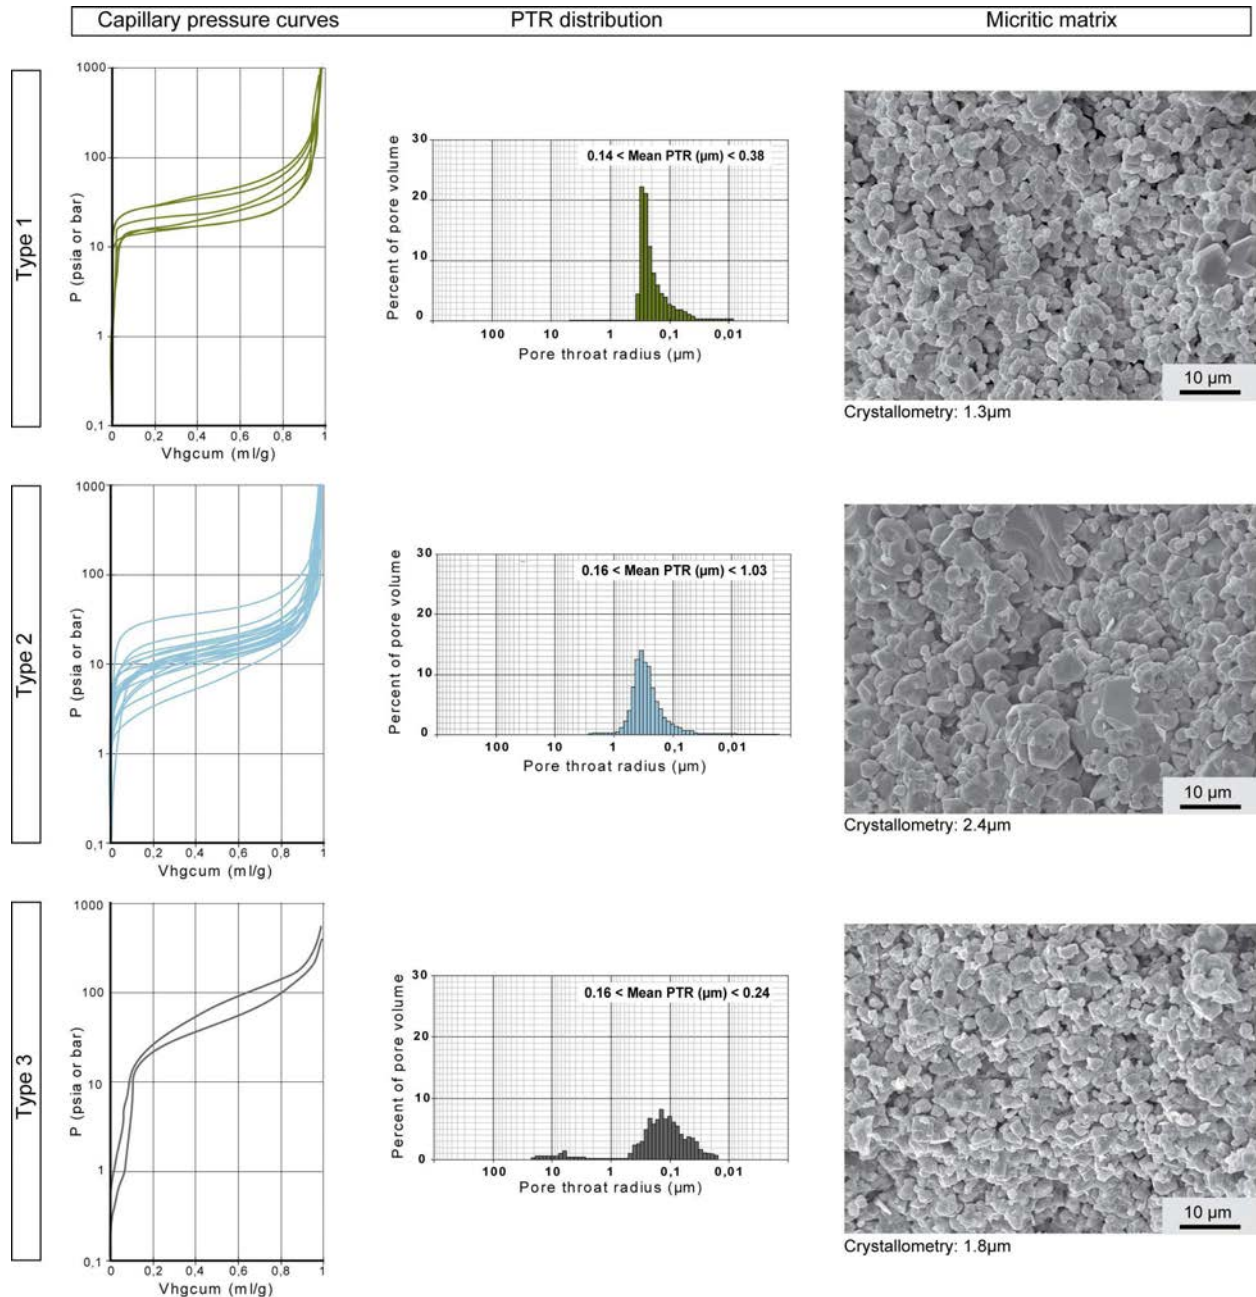 Capillary pressure curves
PTR distribution
Micritic matrix
Type 1
P (psia or bar)
1000
100
10
1
0,1
0
0,2
0,4
0,6
0,8
1
Vhgcum (ml/g)
Percent of pore volume
30
20
10
0
0.14 < Mean PTR (µm) < 0.38
100
10
1
0,1
0,01
Pore throat radius (µm)
10 µm
Crystallometry: 1.3µm
Type 2
P (psia or bar)
1000
100
10
1
0,1
0
0,2
0,4
0,6
0,8
1
Vhgcum (ml/g)
Percent of pore volume
30
20
10
0
0.16 < Mean PTR (µm) < 1.03
100
10
1
0,1
0,01
Pore throat radius (µm)
10 µm
Crystallometry: 2.4µm
Type 3
P (psia or bar)
1000
100
10
1
0,1
0
0,2
0,4
0,6
0,8
1
Vhgcum (ml/g)
Percent of pore volume
30
20
10
0
0.16 < Mean PTR (µm) < 0.24
100
10
1
0,1
0,01
Pore throat radius (µm)
10 µm
Crystallometry: 1.8µm